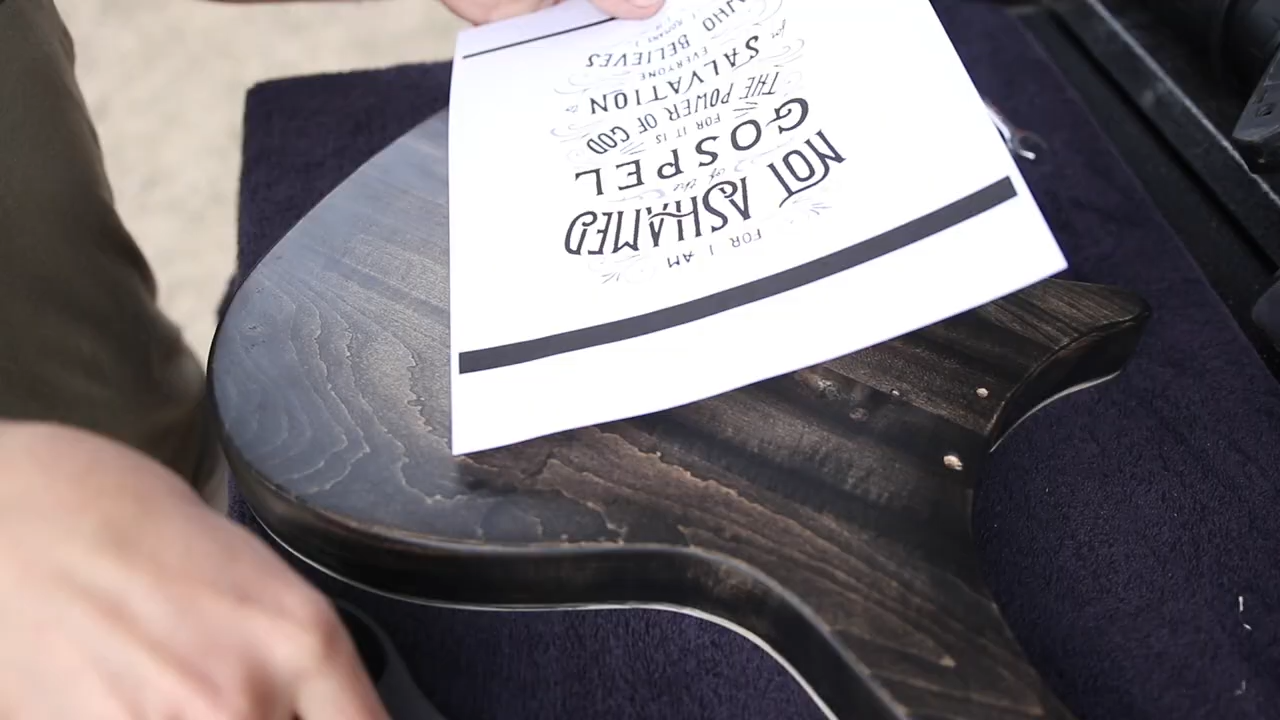 FOR I AM
NOT ASHAMED
of the
GOSPEL
FOR IT IS
THE POWER OF GOD
for SALVATION to
EVERYONE
WHO BELIEVES
ROMANS